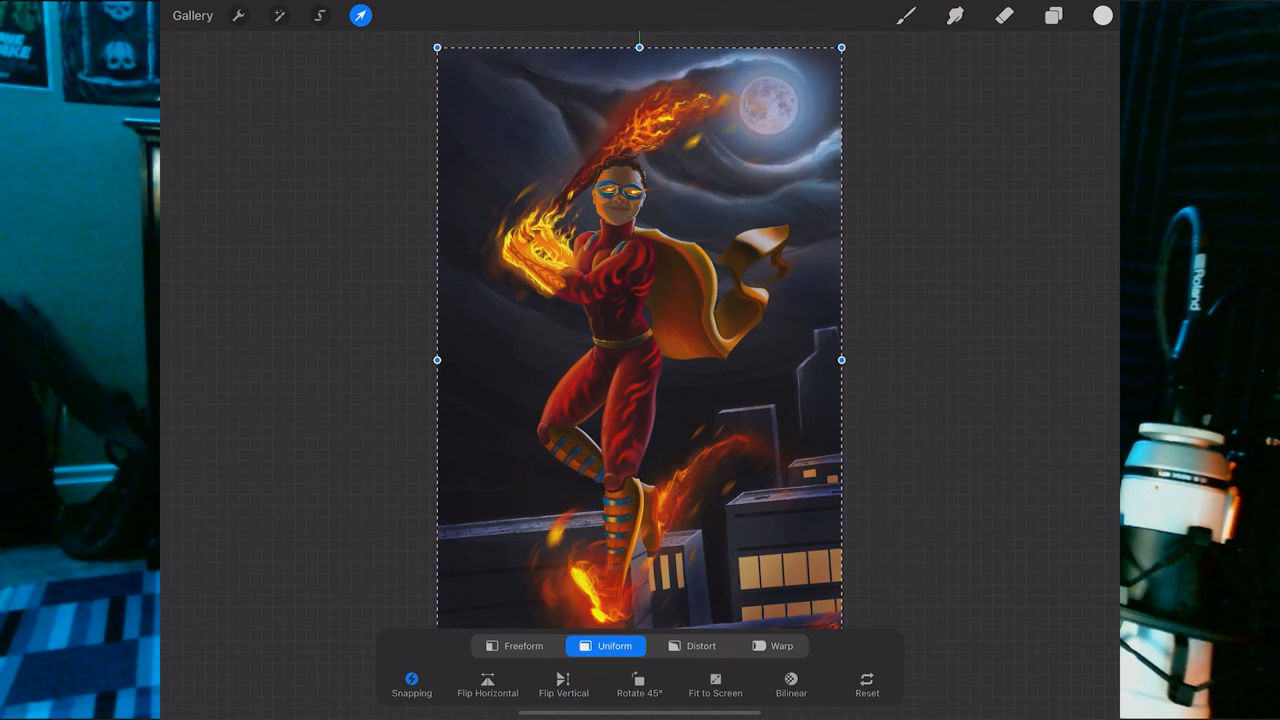 Gallery
Roland
Freeform
Uniform
Distort
Warp
Snapping
Flip Horizontal
Flip Vertical
Rotate 45°
Fit to Screen
Bilinear
Reset